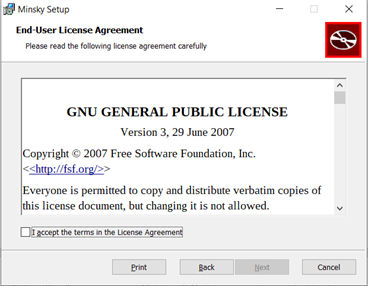 Minsky Setup
End-User License Agreement
Please read the following license agreement carefully
GNU GENERAL PUBLIC LICENSE
Version 3, 29 June 2007
Copyright © 2007 Free Software Foundation, Inc.
<<http://fsf.org/>>
Everyone is permitted to copy and distribute verbatim copies of
this license document, but changing it is not allowed.
I accept the terms in the License Agreement
Print Back Next Cancel